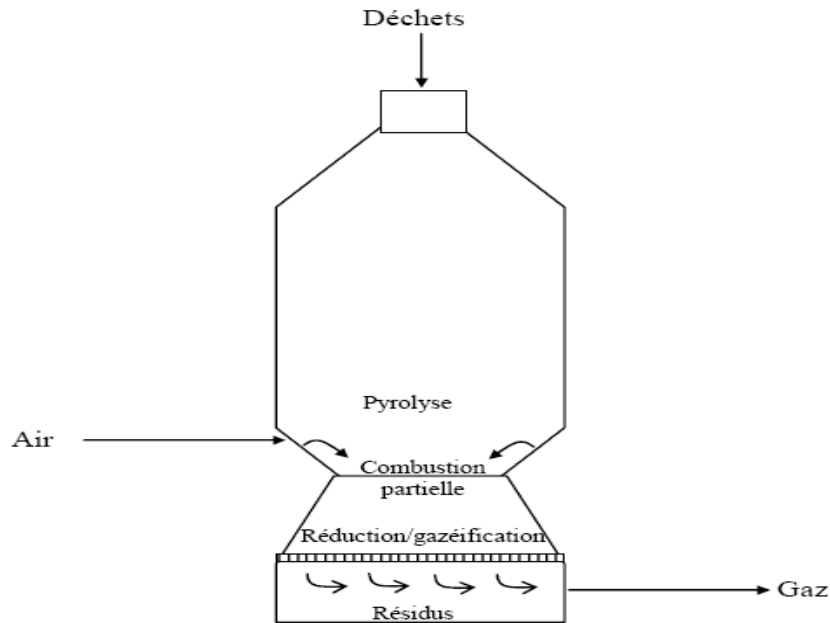 Déchets
Pyrolyse
Air
Combustion
partielle
Réduction/gazéification
Gaz
Résidus